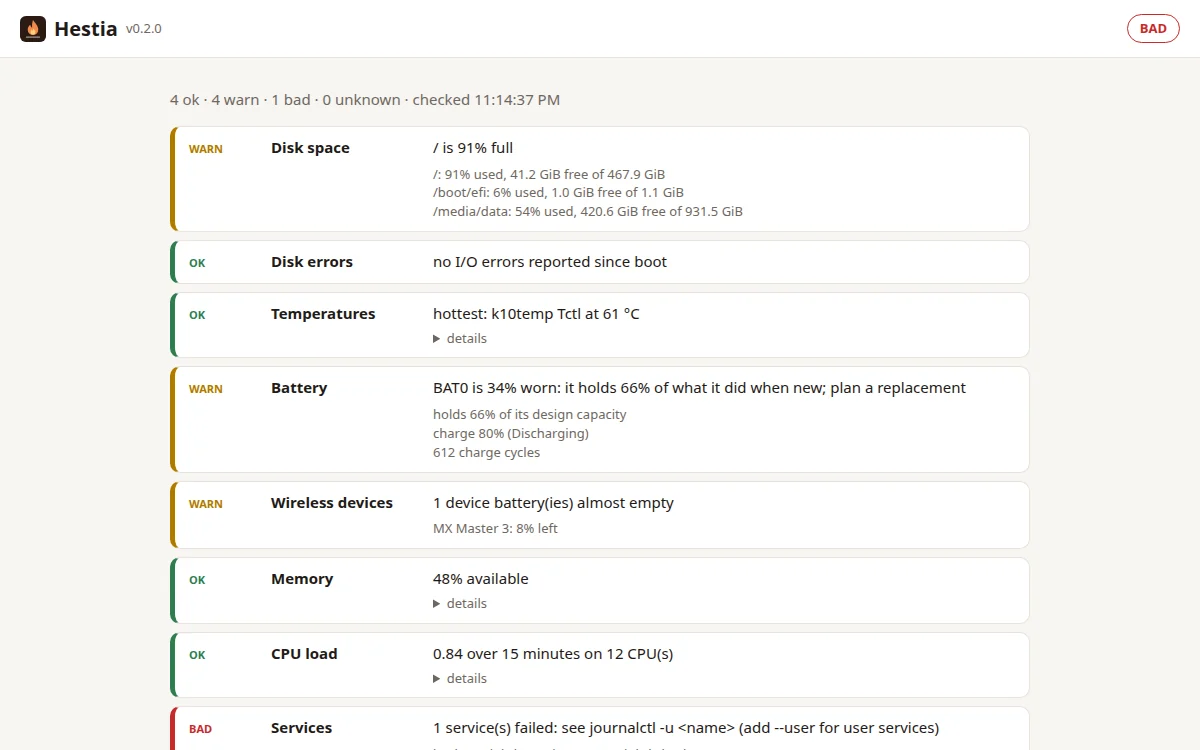 Hestia v0.2.0 BAD
4 ok · 4 warn · 1 bad · 0 unknown · checked 11:14:37 PM
WARN Disk space / is 91% full
/: 91% used, 41.2 GiB free of 467.9 GiB
/boot/efi: 6% used, 1.0 GiB free of 1.1 GiB
/media/data: 54% used, 420.6 GiB free of 931.5 GiB
OK Disk errors no I/O errors reported since boot
OK Temperatures hottest: k10temp Tctl at 61 °C
details
WARN Battery BAT0 is 34% worn: it holds 66% of what it did when new; plan a replacement
holds 66% of its design capacity
charge 80% (Discharging)
612 charge cycles
WARN Wireless devices 1 device battery(ies) almost empty
MX Master 3: 8% left
OK Memory 48% available
details
OK CPU load 0.84 over 15 minutes on 12 CPU(s)
details
BAD Services 1 service(s) failed: see journalctl -u <name> (add --user for user services)